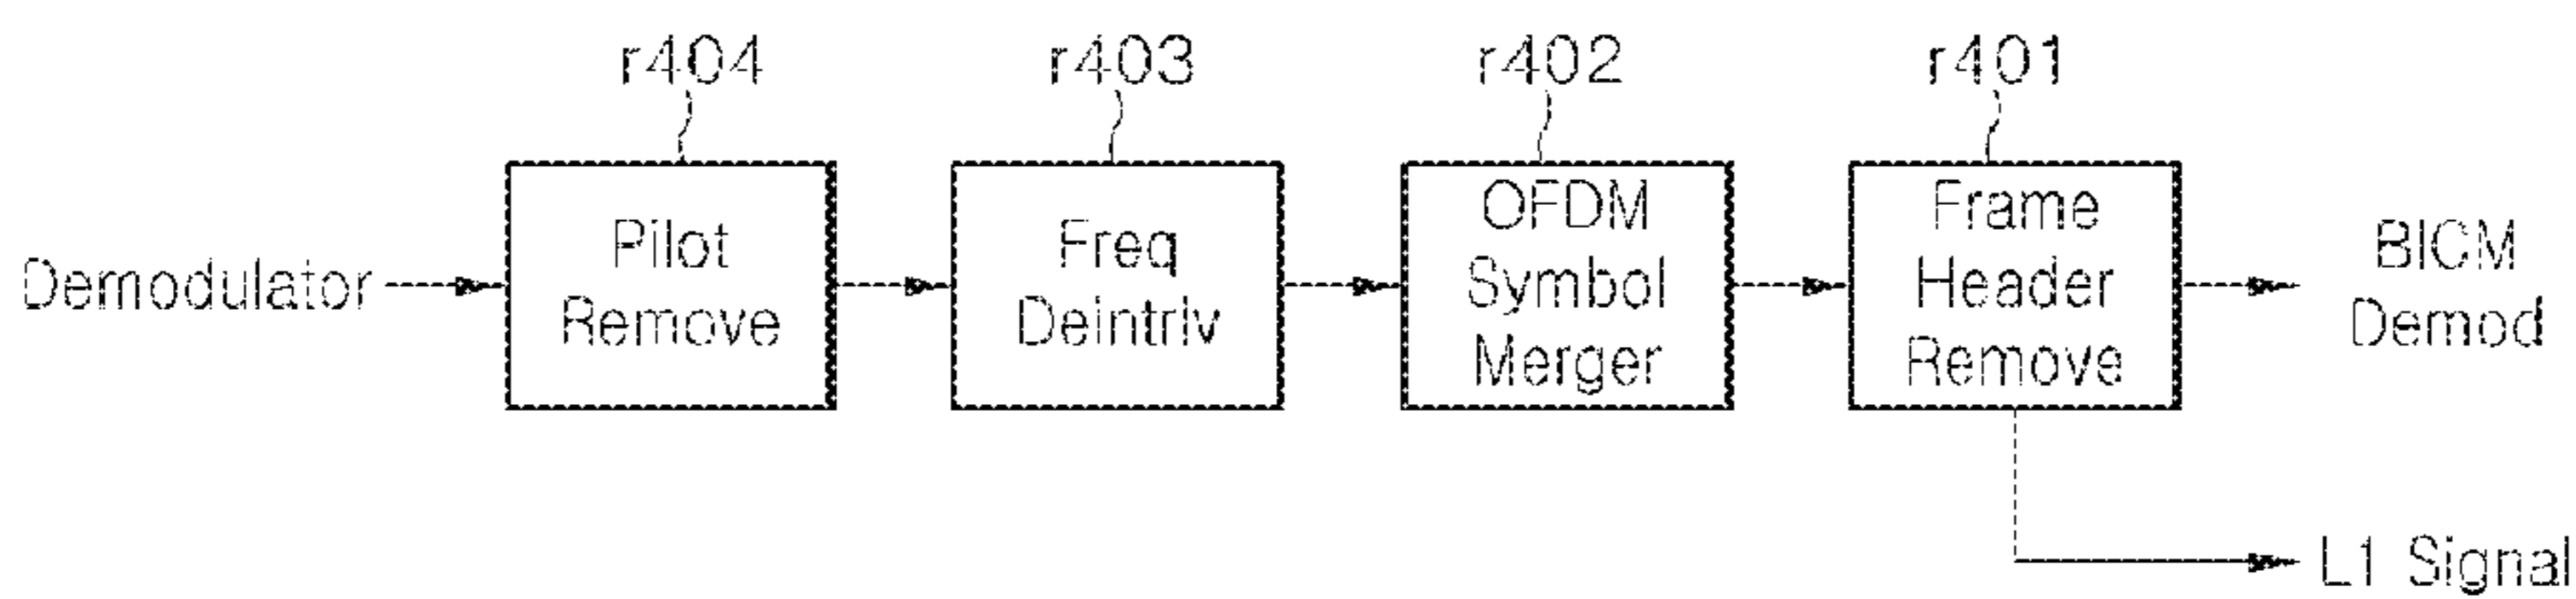 r404
r403
r402
r401
Demodulator
Pilot
Remove
Freq
Deintrlv
OFDM
Symbol
Merger
Frame
Header
Remove
BICM
Demod
L1 Signal